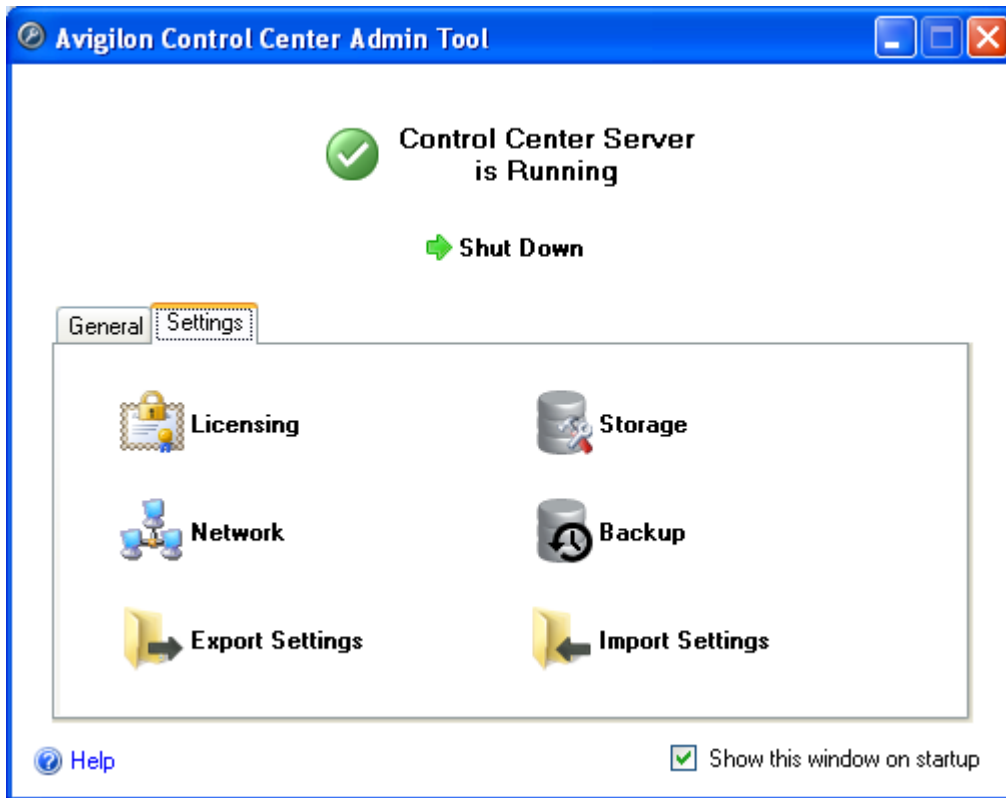 Avigilon Control Center Admin Tool
Control Center Server
is Running
Shut Down
General Settings
Licensing Storage
Network Backup
Export Settings Import Settings
Help Show this window on startup